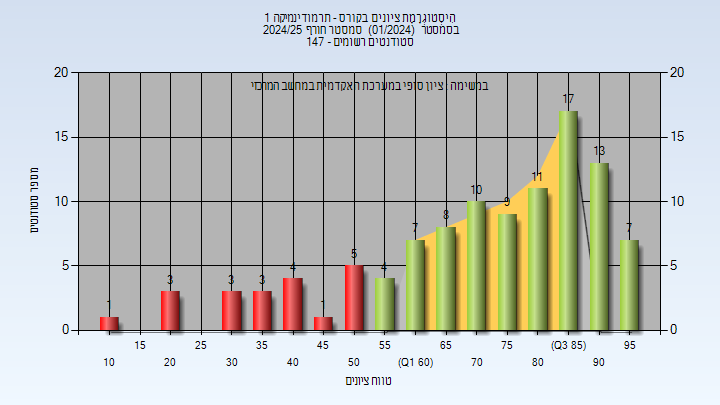 היסטוגרמת ציונים בקורס - תרמודינמיקה 1
בסמסטר (01/2024) סמסטר חורף 2024/25
סטודנטים רשומים - 147
במשימה ציון סופי במערכת האקדמית במחשב המרכזי
מספר סטודנטים
20 20
15 15
10 10
5 5
0 0
1 3 3 3 4 1 5 4 7 8 10 9 11 17 13 7
15 25 35 45 55 65 75 (Q3 85) 95
10 20 30 40 50 (Q1 60) 70 80 90
טווח ציונים